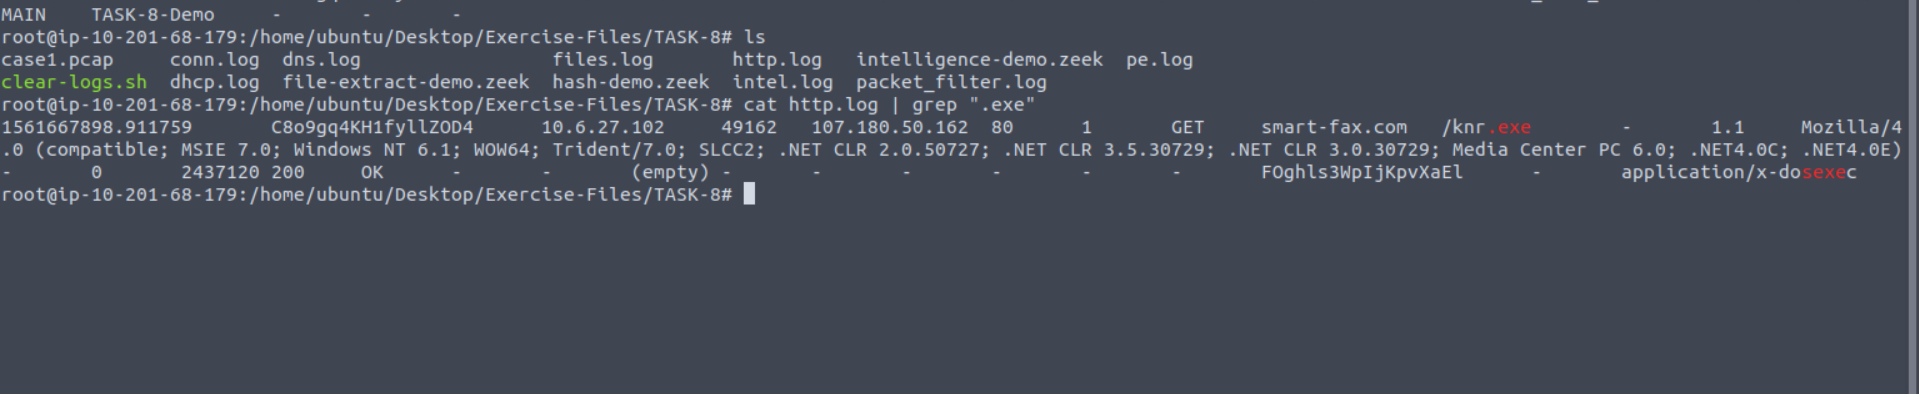 MAIN    TASK-8-Demo     -       -       -
root@ip-10-201-68-179:/home/ubuntu/Desktop/Exercise-Files/TASK-8# ls
case1.pcap     conn.log  dns.log                 files.log       http.log   intelligence-demo.zeek  pe.log
clear-logs.sh  dhcp.log  file-extract-demo.zeek  hash-demo.zeek  intel.log  packet_filter.log
root@ip-10-201-68-179:/home/ubuntu/Desktop/Exercise-Files/TASK-8# cat http.log | grep ".exe"
1561667898.911759       C8o9gq4KH1fyllZOD4      10.6.27.102     49162   107.180.50.162  80      1       GET     smart-fax.com   /knr.exe        -       1.1     Mozilla/4
.0 (compatible; MSIE 7.0; Windows NT 6.1; WOW64; Trident/7.0; SLCC2; .NET CLR 2.0.50727; .NET CLR 3.5.30729; .NET CLR 3.0.30729; Media Center PC 6.0; .NET4.0C; .NET4.0E)
-       0       2437120 200     OK      -       -       (empty) -       -       -       -       -       -       FOghls3WpIjKpvXaEl      -       application/x-dosexec
root@ip-10-201-68-179:/home/ubuntu/Desktop/Exercise-Files/TASK-8#